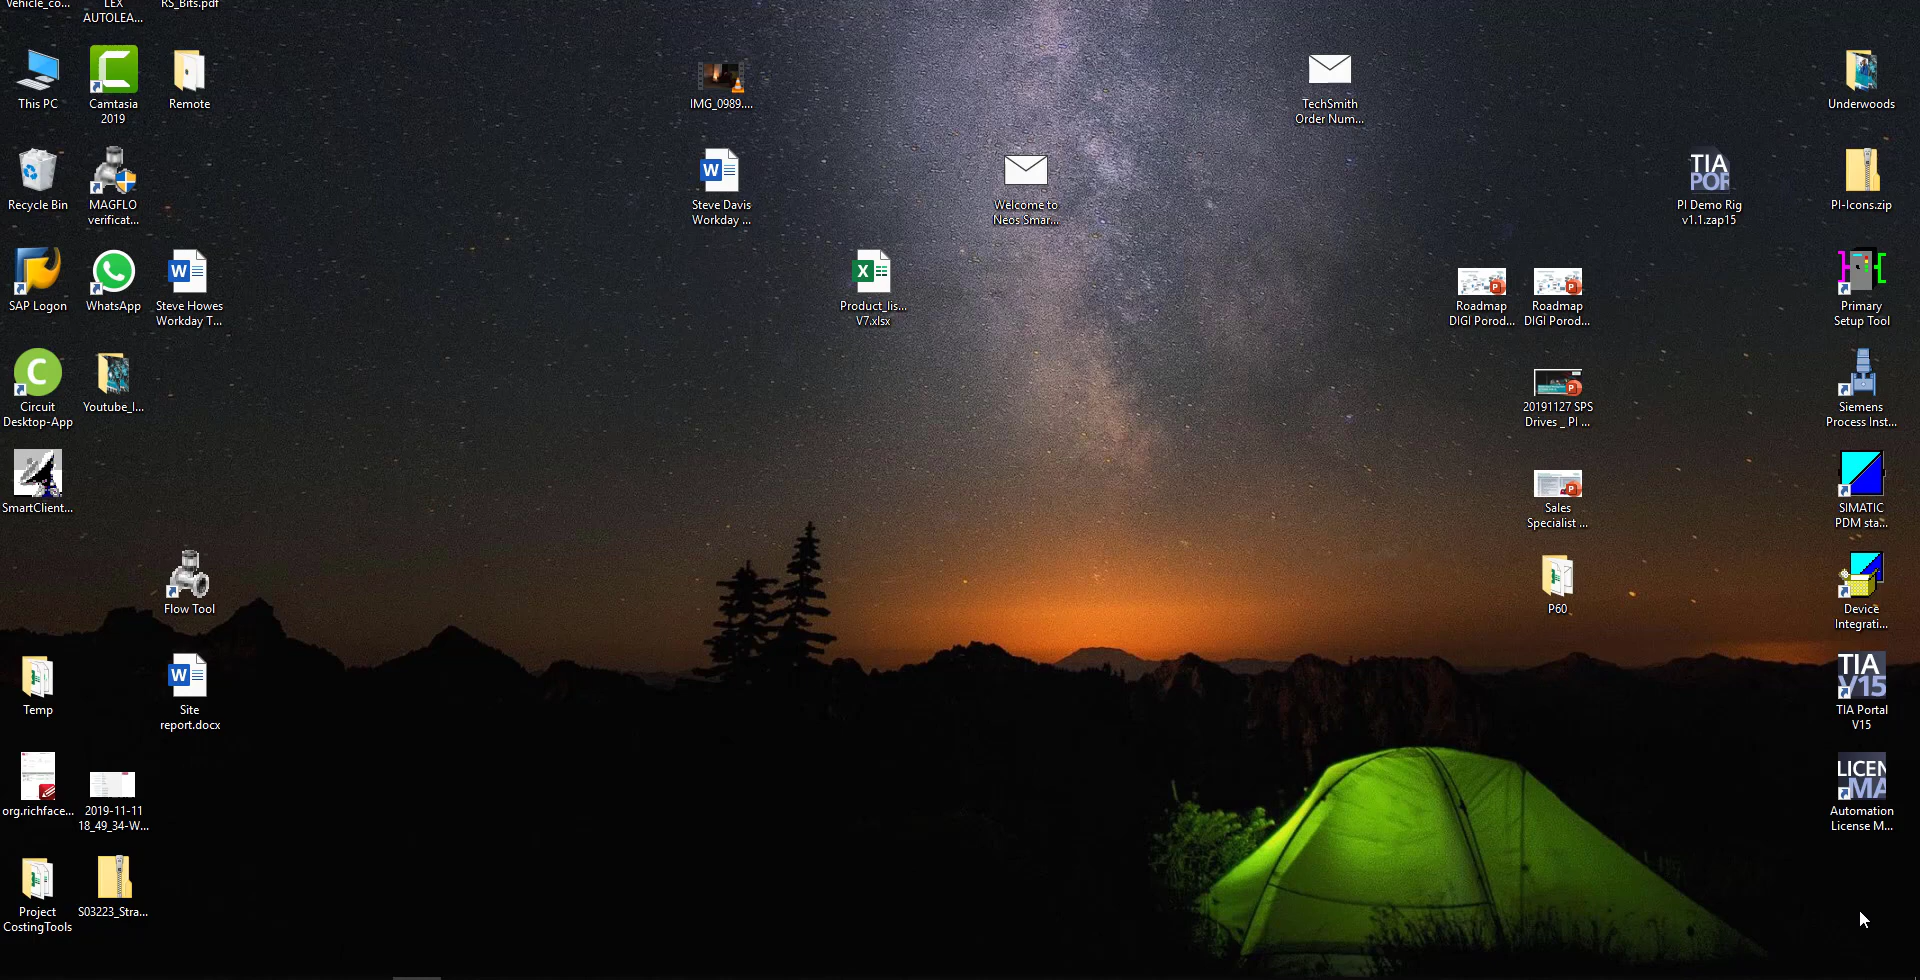 Vehicle_co...
LEX
AUTOLEA...
RS_Bits.pdf
This PC
Camtasia
2019
Remote
IMG_0989....
TechSmith
Order Num...
Underwoods
Recycle Bin
MAGFLO
verificat...
W
Steve Davis
Workday ...
Welcome to
Neos Smar...
TIA
POR
PI Demo Rig
v1.1.zap15
PI-Icons.zip
SAP Logon
WhatsApp
W
Steve Howes
Workday T...
X
Product_lis...
V7.xlsx
P
Roadmap
DIGI Porod...
P
Roadmap
DIGI Porod...
Primary
Setup Tool
C
Circuit
Desktop-App
Youtube_I...
P
20191127 SPS
Drives _ PI ...
Siemens
Process Inst...
SmartClient...
P
Sales
Specialist ...
SIMATIC
PDM sta...
Flow Tool
P60
Device
Integrati...
Temp
W
Site
report.docx
TIA
V15
TIA Portal
V15
org.richface...
2019-11-11
18_49_34-W...
LICEN
MA
Automation
License M...
Project
CostingTools
S03223_Stra...